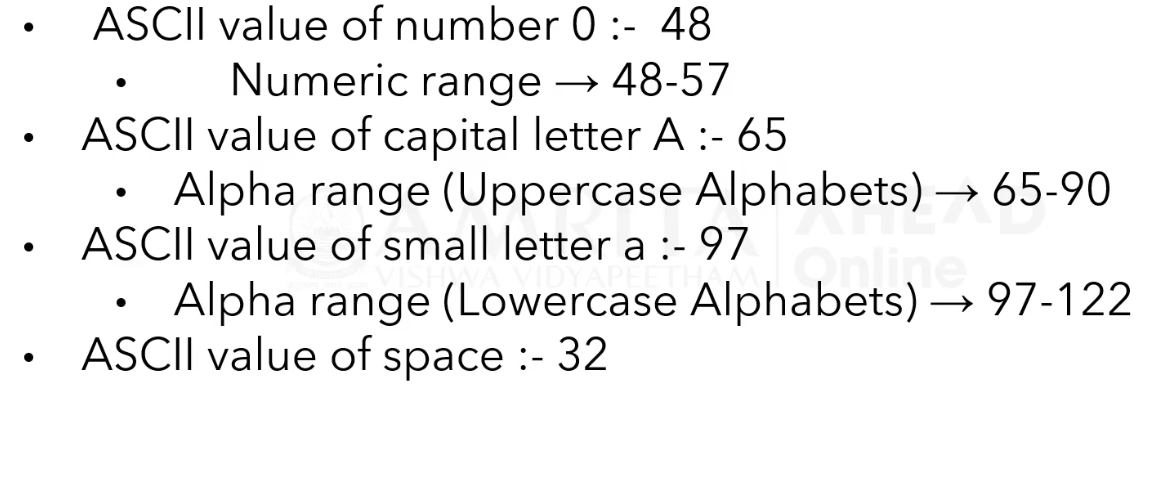 • ASCII value of number 0 :- 48
• Numeric range → 48-57
• ASCII value of capital letter A :- 65
• Alpha range (Uppercase Alphabets) → 65-90
• ASCII value of small letter a :- 97
• Alpha range (Lowercase Alphabets) → 97-122
• ASCII value of space :- 32
AMRITA
VISHWA VIDYAPEETHAM
AHEAD
Online